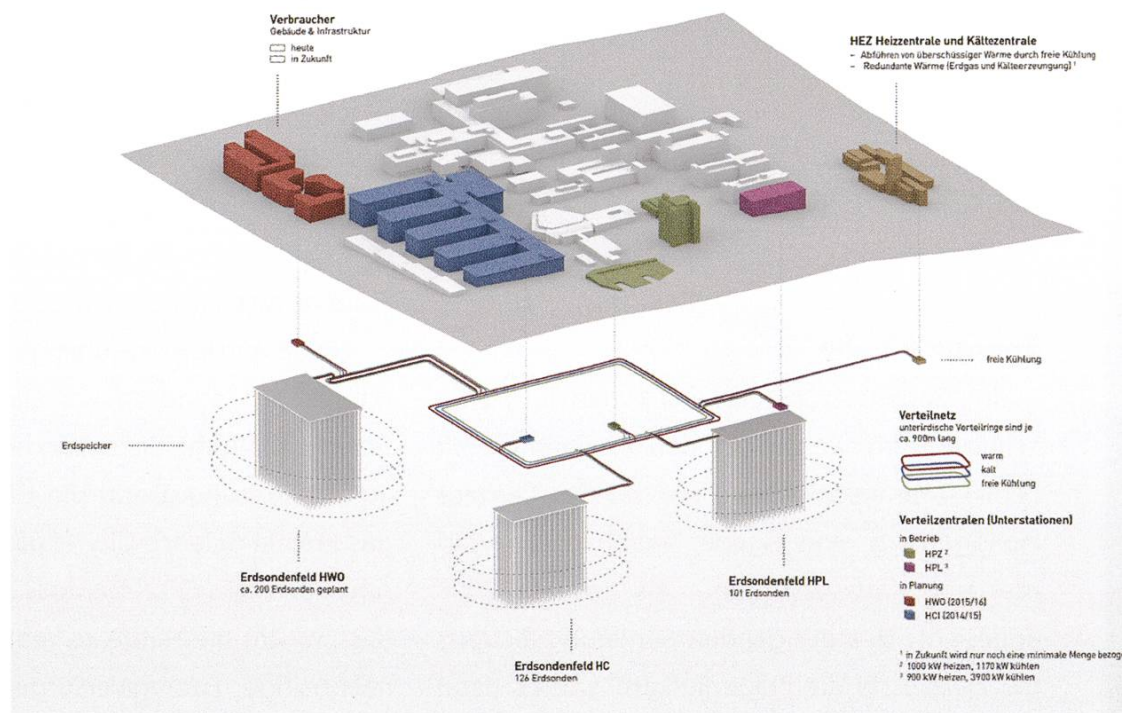 Verbraucher
Gebäude & Infrastruktur
heute
in Zukunft
HEZ Heizzentrale und Kältezentrale
– Abführen von überschüssiger Wärme durch freie Kühlung
– Redundante Wärme (Erdgas und Kälteerzeungung) ¹
freie Kühlung
Erdspeicher
Verteilnetz
unterirdische Verteilringe sind je
ca. 900m lang
warm
kalt
freie Kühlung
Verteilzentralen (Unterstationen)
in Betrieb
HPZ ²
HPL ³
in Planung
HWO (2015/16)
HCI (2014/15)
Erdsondenfeld HWO
ca. 200 Erdsonden geplant
Erdsondenfeld HPL
101 Erdsonden
Erdsondenfeld HC
126 Erdsonden
¹ in Zukunft wird nur noch eine minimale Menge bezog
² 1000 kW heizen, 1170 kW kühlen
³ 900 kW heizen, 3900 kW kühlen